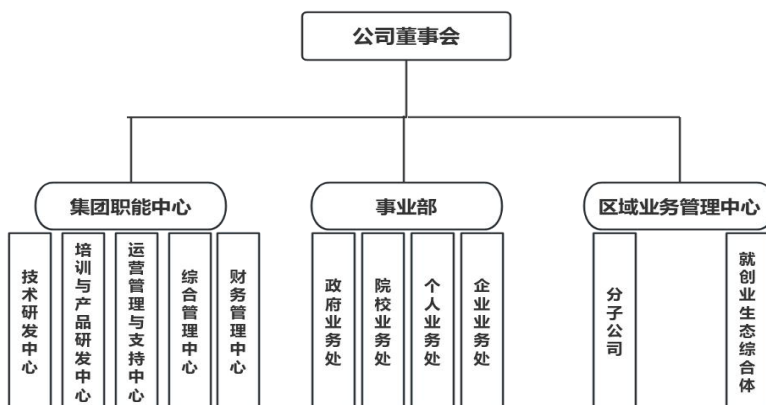 公司董事会
集团职能中心
事业部
区域业务管理中心
技术研发中心
培训与产品研发中心
运营管理与支持中心
综合管理中心
财务管理中心
政府业务处
院校业务处
个人业务处
企业业务处
分子公司
就创业生态综合体